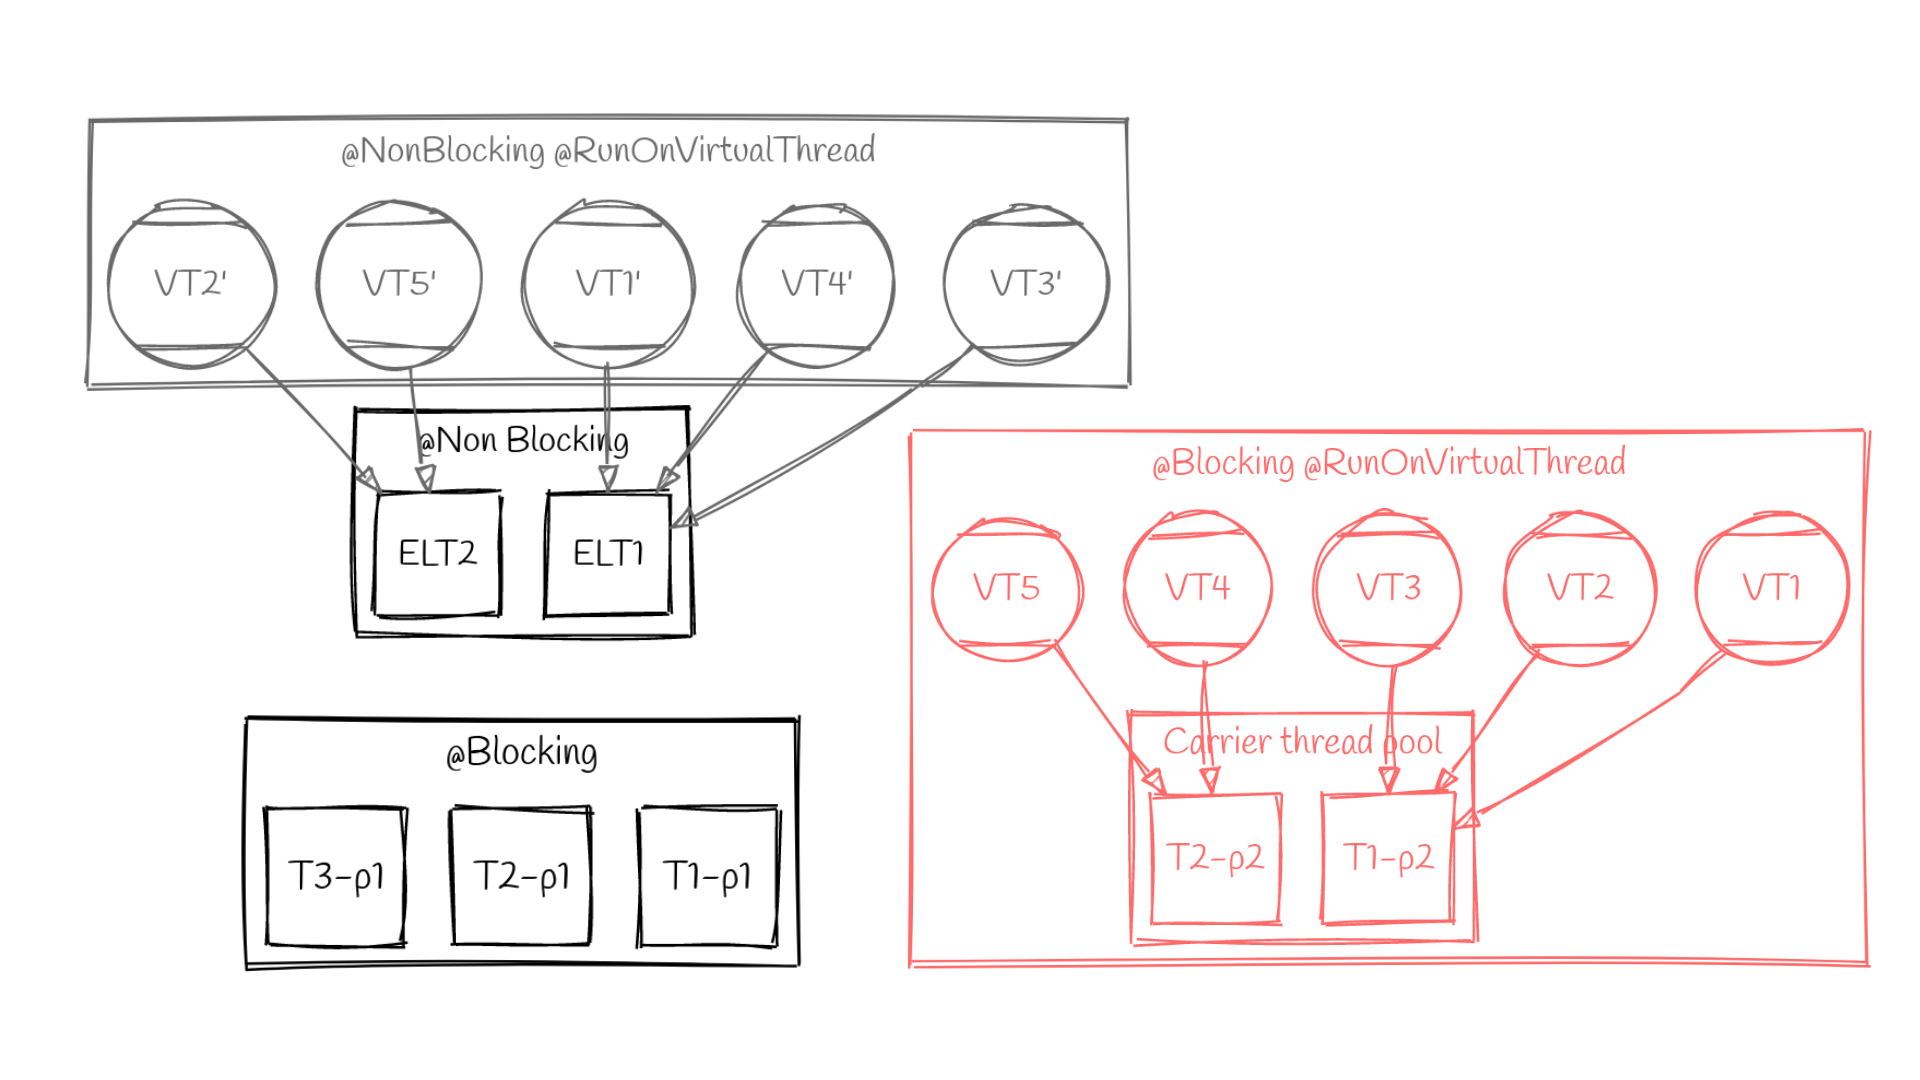 @NonBlocking @RunOnVirtualThread
VT2' VT5' VT1' VT4' VT3'
@Non Blocking
ELT2 ELT1
@Blocking
T3-p1 T2-p1 T1-p1
@Blocking @RunOnVirtualThread
VT5 VT4 VT3 VT2 VT1
Carrier thread pool
T2-p2 T1-p2